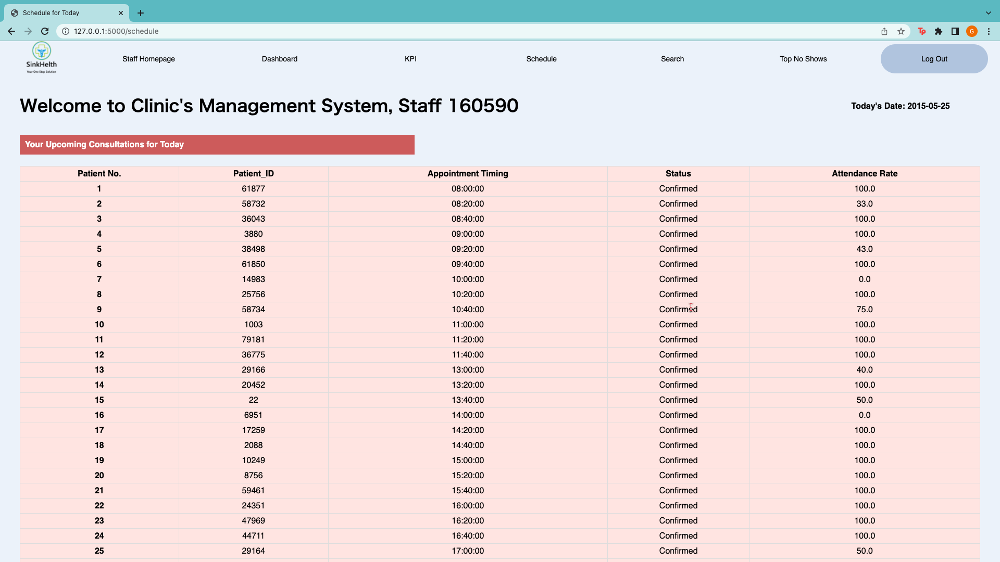 Schedule for Today
127.0.0.1:5000/schedule
Tp
G
SinkHelth
Your One Stop Solution
Staff Homepage Dashboard KPI Schedule Search Top No Shows Log Out
Welcome to Clinic's Management System, Staff 160590
Today's Date: 2015-05-25
Your Upcoming Consultations for Today
Patient No. Patient_ID Appointment Timing Status Attendance Rate
1 61877 08:00:00 Confirmed 100.0
2 58732 08:20:00 Confirmed 33.0
3 36043 08:40:00 Confirmed 100.0
4 3880 09:00:00 Confirmed 100.0
5 38498 09:20:00 Confirmed 43.0
6 61850 09:40:00 Confirmed 100.0
7 14983 10:00:00 Confirmed 0.0
8 25756 10:20:00 Confirmed 100.0
9 58734 10:40:00 Confirmed 75.0
10 1003 11:00:00 Confirmed 100.0
11 79181 11:20:00 Confirmed 100.0
12 36775 11:40:00 Confirmed 100.0
13 29166 13:00:00 Confirmed 40.0
14 20452 13:20:00 Confirmed 100.0
15 22 13:40:00 Confirmed 50.0
16 6951 14:00:00 Confirmed 0.0
17 17259 14:20:00 Confirmed 100.0
18 2088 14:40:00 Confirmed 100.0
19 10249 15:00:00 Confirmed 100.0
20 8756 15:20:00 Confirmed 100.0
21 59461 15:40:00 Confirmed 100.0
22 24351 16:00:00 Confirmed 100.0
23 47969 16:20:00 Confirmed 100.0
24 44711 16:40:00 Confirmed 100.0
25 29164 17:00:00 Confirmed 50.0